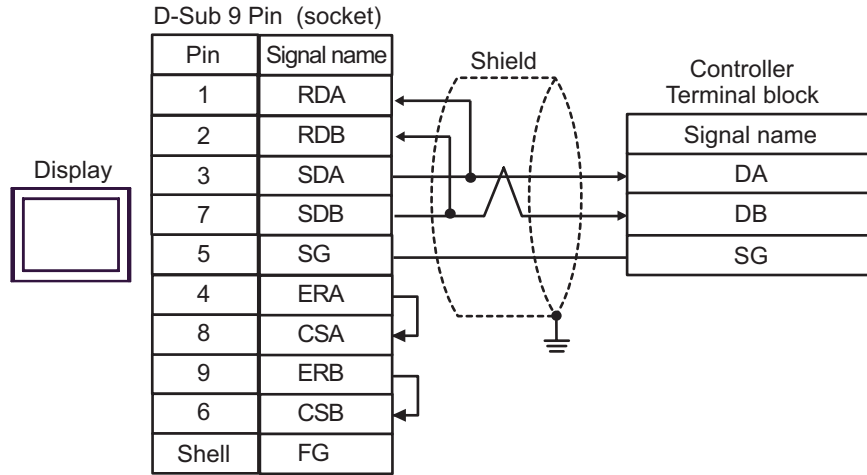 D-Sub 9 Pin (socket)
Pin Signal name
1 RDA
2 RDB
3 SDA
7 SDB
5 SG
4 ERA
8 CSA
9 ERB
6 CSB
Shell FG
Display
Shield
Controller
Terminal block
Signal name
DA
DB
SG